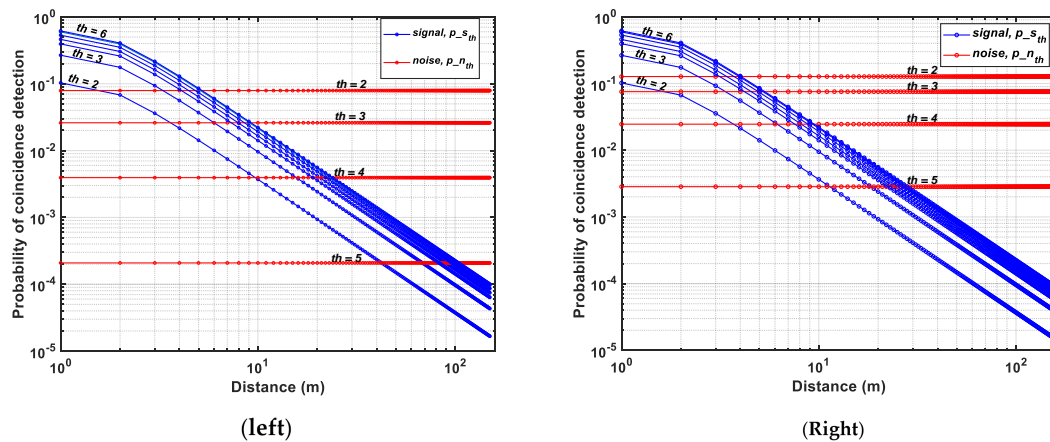 10^0
10^-1
10^-2
10^-3
10^-4
10^-5
Probability of coincidence detection
th = 6
th = 3
th = 2
th = 2
th = 3
th = 4
th = 5
signal, p_s_th
noise, p_n_th
10^0
10^1
10^2
Distance (m)
(left)
10^0
10^-1
10^-2
10^-3
10^-4
10^-5
Probability of coincidence detection
th = 6
th = 3
th = 2
th = 2
th = 3
th = 4
th = 5
signal, p_s_th
noise, p_n_th
10^0
10^1
10^2
Distance (m)
(Right)